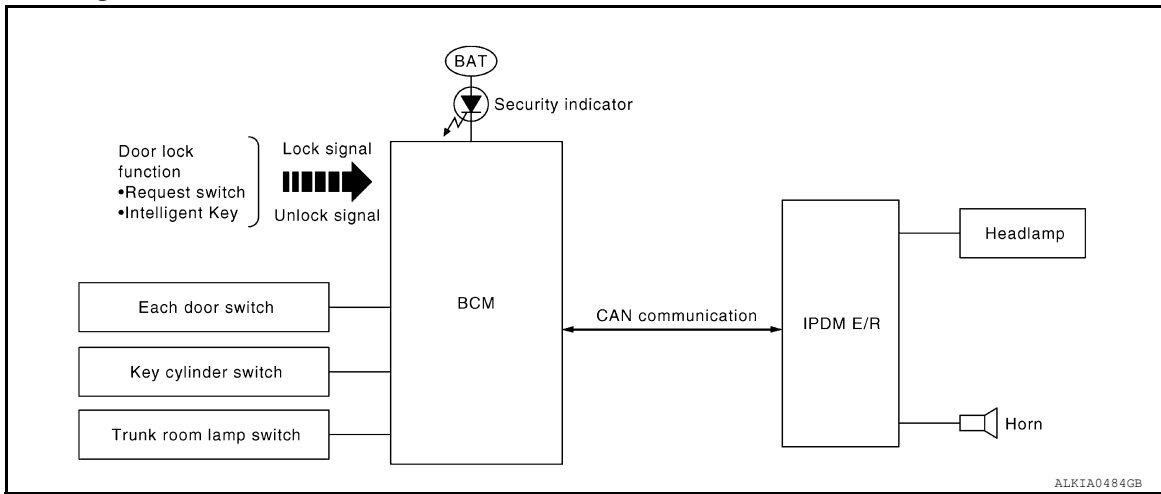 BAT
Security indicator
Door lock
function
•Request switch
•Intelligent Key
Lock signal
Unlock signal
Each door switch
Key cylinder switch
Trunk room lamp switch
BCM
CAN communication
IPDM E/R
Headlamp
Horn
ALKIA0484GB